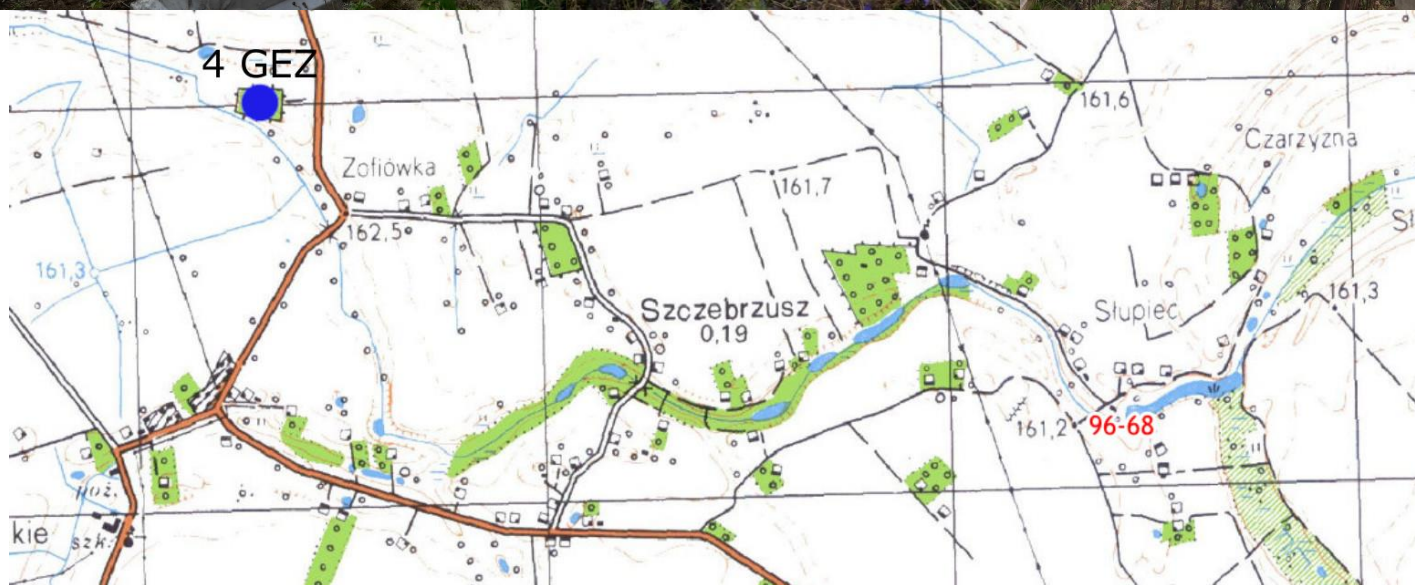 4 GEZ
Zofiówka
161,6
Czarzyzna
161,7
162,5
161,3
Szczebrzusz
0,19
Słupiec
161,3
161,2
96-68
poż.
kie
szk.